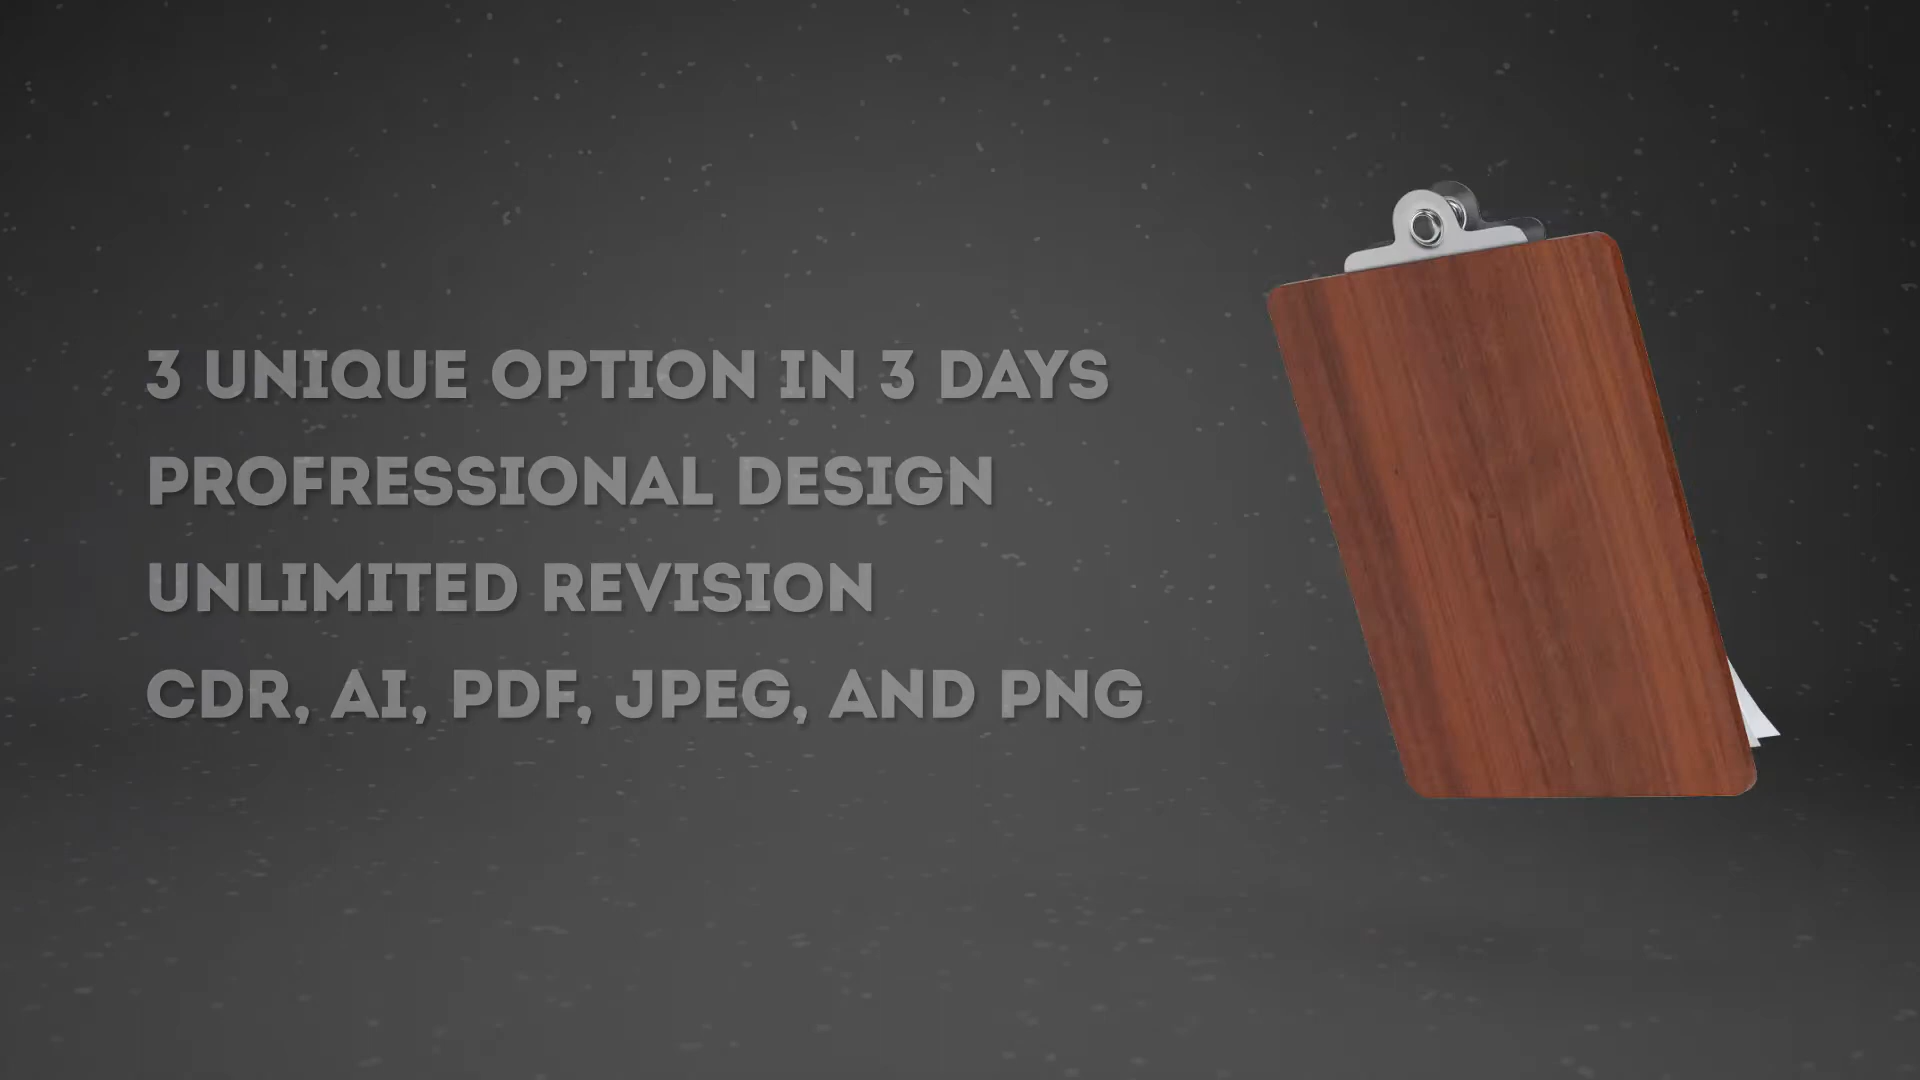 3 UNIQUE OPTION IN 3 DAYS
PROFRESSIONAL DESIGN
UNLIMITED REVISION
CDR, AI, PDF, JPEG, AND PNG